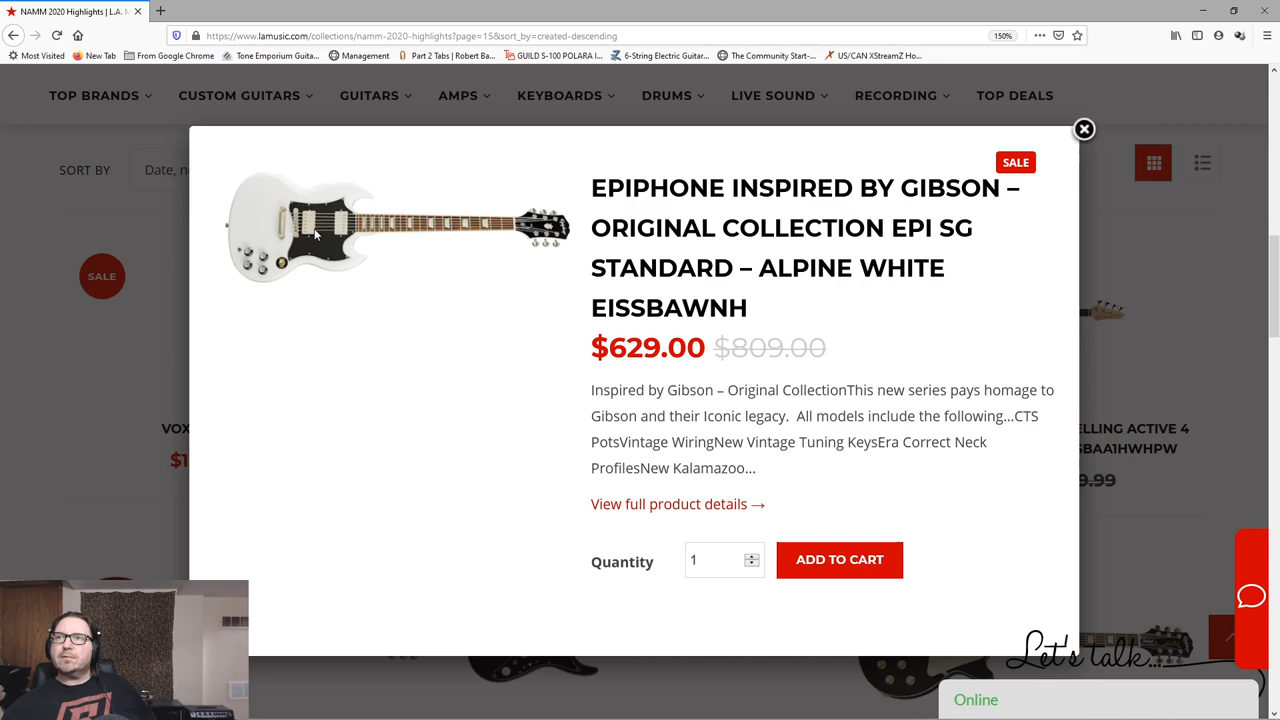 NAMM 2020 Highlights | L.A. M
https://www.lamusic.com/collections/namm-2020-highlights?page=15&sort_by=created-descending
150%
Most Visited
New Tab
From Google Chrome
Tone Emporium Guita...
Management
Part 2 Tabs | Robert Ba...
GUILD S-100 POLARA I...
6-String Electric Guitar...
The Community Start-...
US/CAN XStreamZ Ho...
TOP BRANDS
CUSTOM GUITARS
GUITARS
AMPS
KEYBOARDS
DRUMS
LIVE SOUND
RECORDING
TOP DEALS
SORT BY
Date, n
SALE
SALE
EPIPHONE INSPIRED BY GIBSON –
ORIGINAL COLLECTION EPI SG
STANDARD – ALPINE WHITE
EISSBAWNH
$629.00 $809.00
Inspired by Gibson – Original CollectionThis new series pays homage to
Gibson and their Iconic legacy. All models include the following...CTS
PotsVintage WiringNew Vintage Tuning KeysEra Correct Neck
ProfilesNew Kalamazoo...
View full product details →
Quantity
1
ADD TO CART
VOX
$1
ELLING ACTIVE 4
GBAA1HWHPW
9.99
Let's talk...
Online